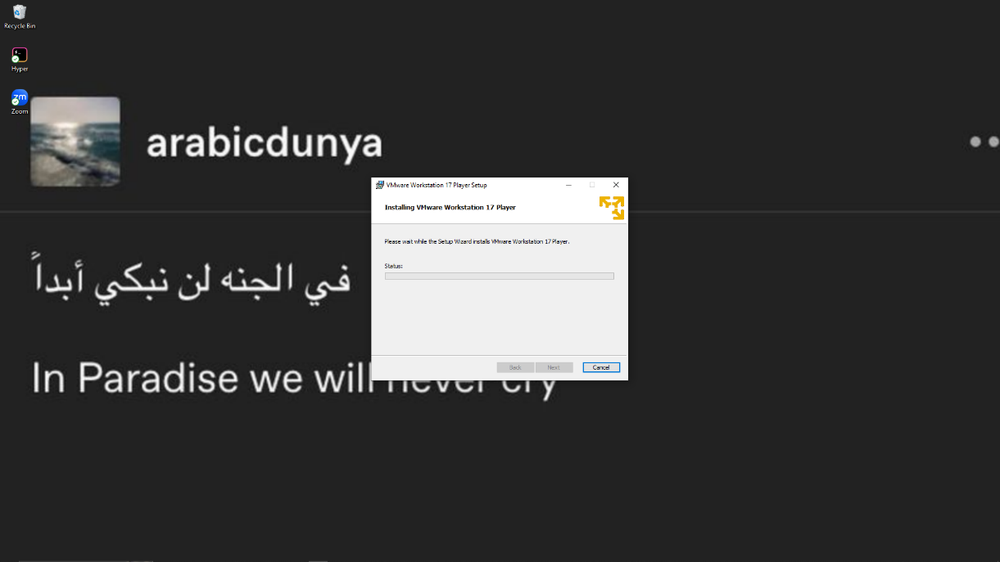 Recycle Bin
Hyper
zm
Zoom
arabicdunya
VMware Workstation 17 Player Setup
Installing VMware Workstation 17 Player
Please wait while the Setup Wizard installs VMware Workstation 17 Player.
Status:
Back Next Cancel
في الجنه لن نبكي أبداً
In Paradise we will never cry